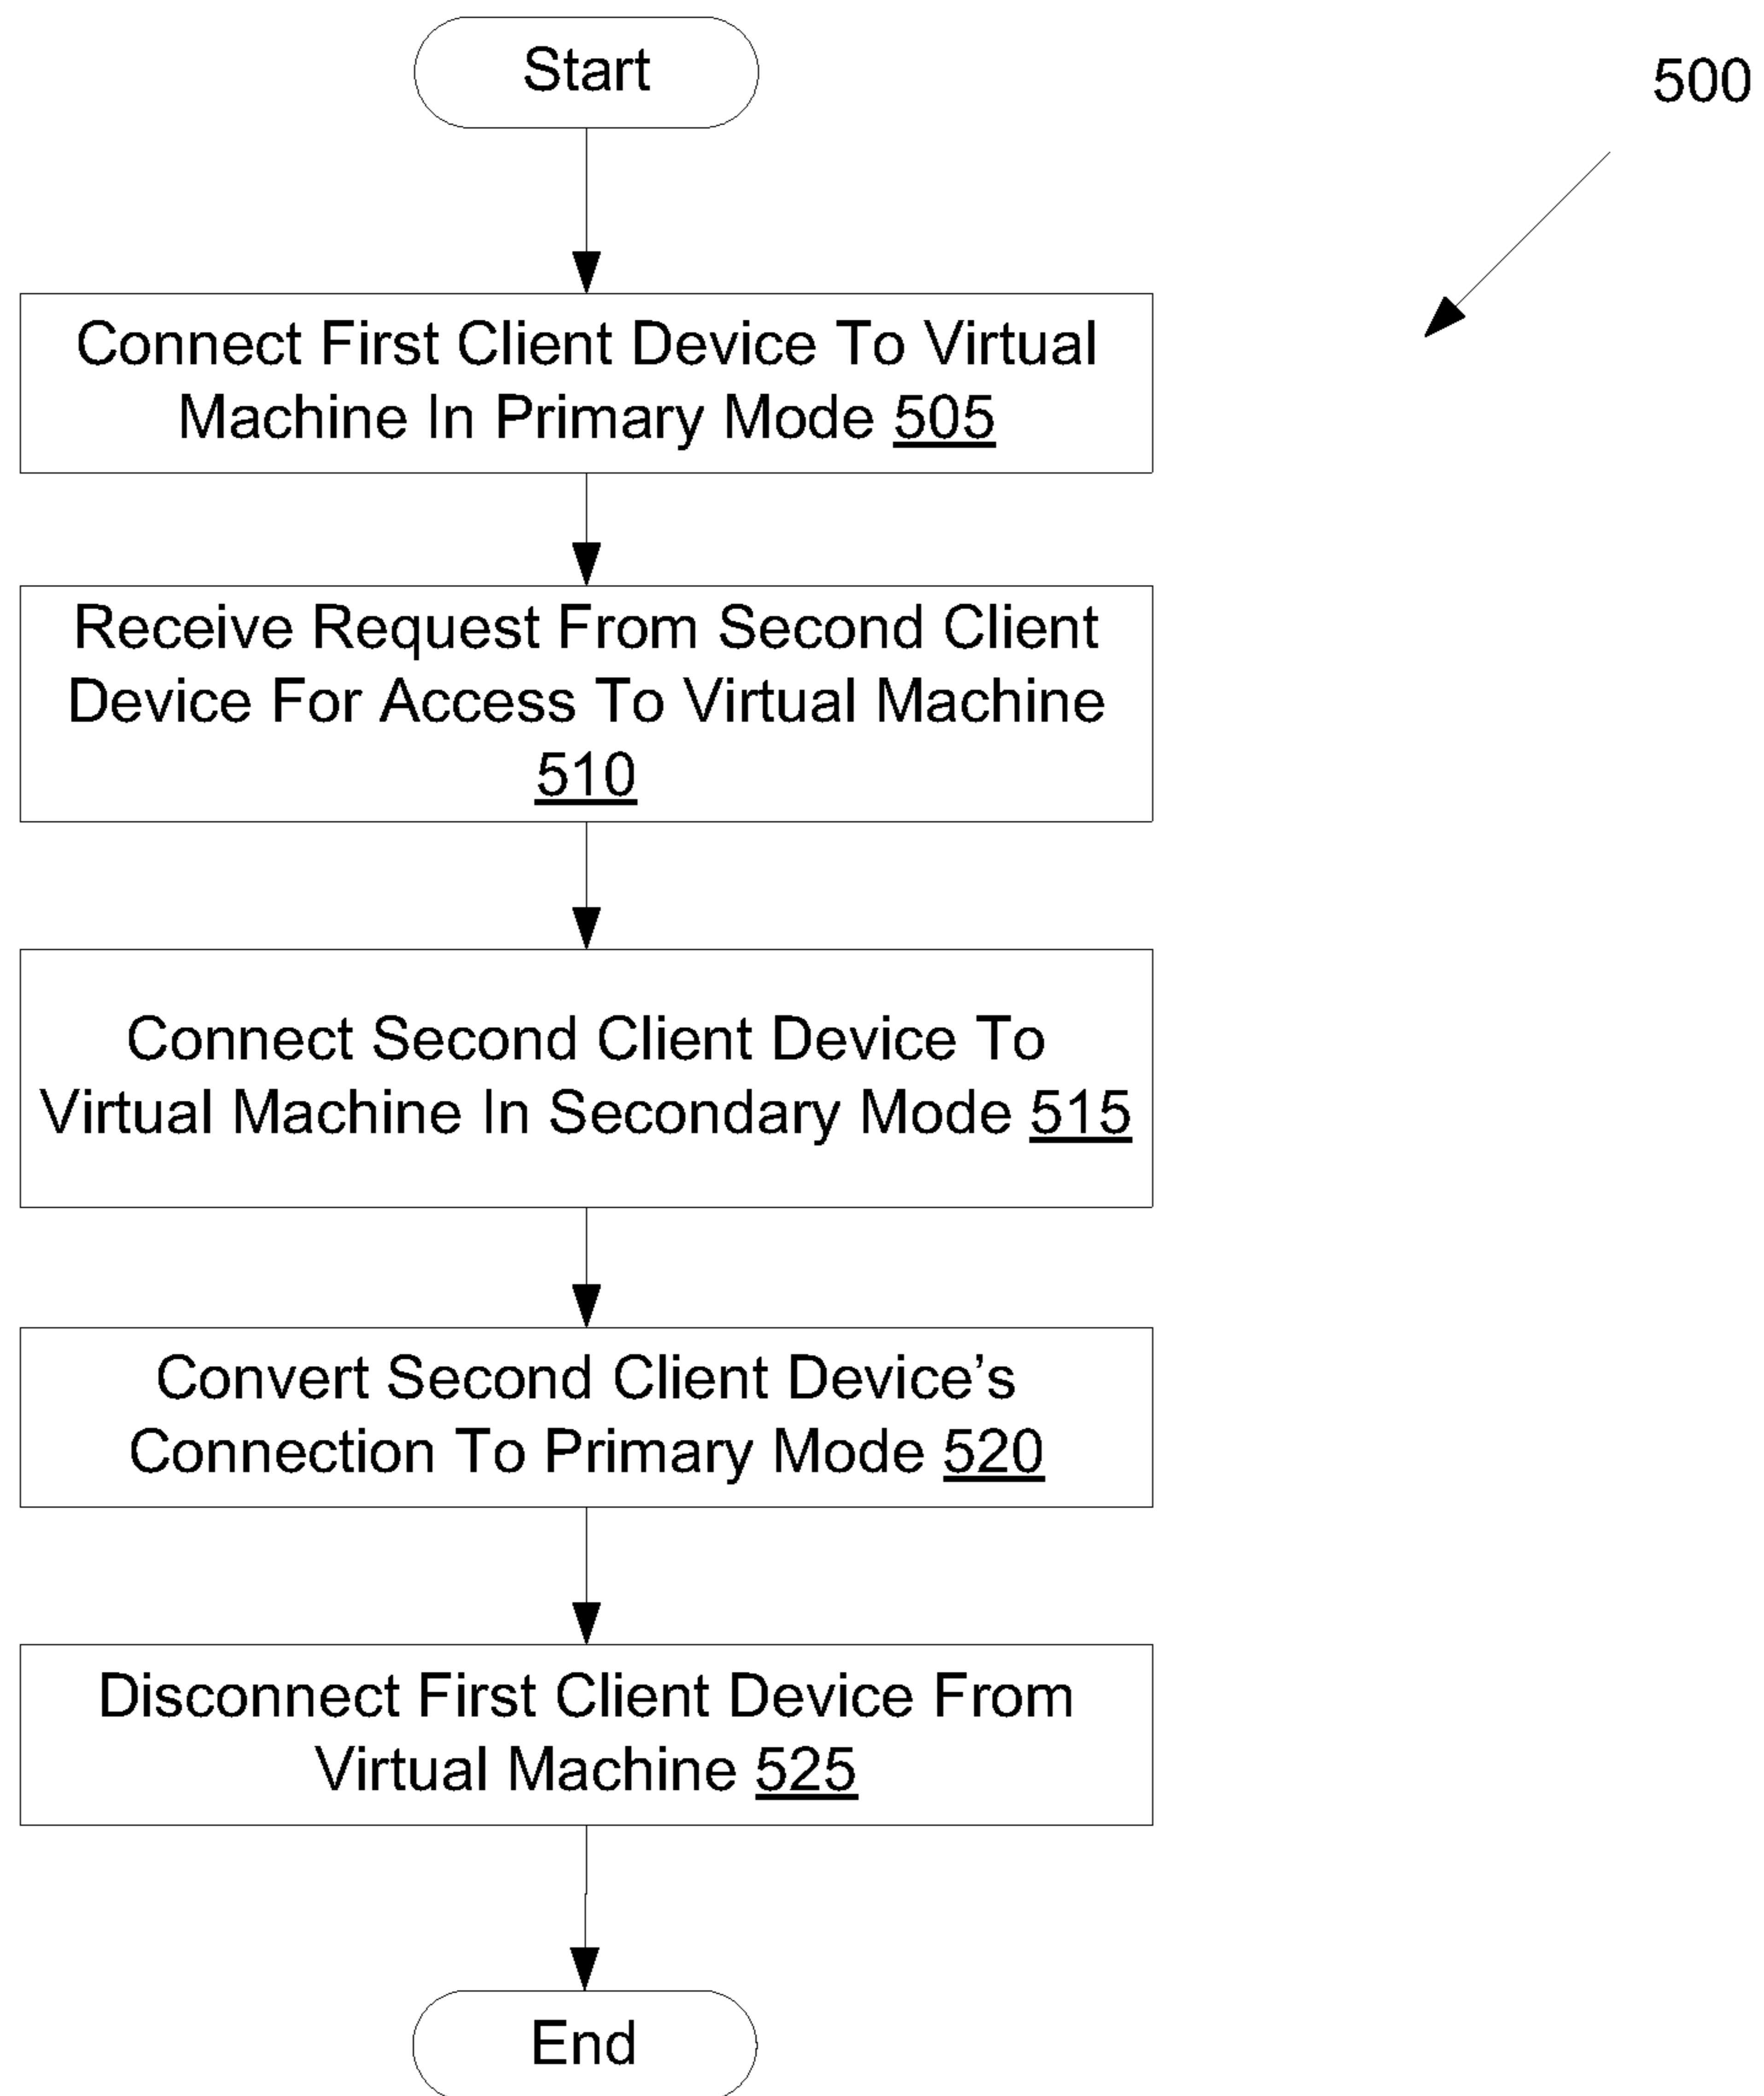 Start
500
Connect First Client Device To Virtual
Machine In Primary Mode 505
Receive Request From Second Client
Device For Access To Virtual Machine
510
Connect Second Client Device To
Virtual Machine In Secondary Mode 515
Convert Second Client Device’s
Connection To Primary Mode 520
Disconnect First Client Device From
Virtual Machine 525
End